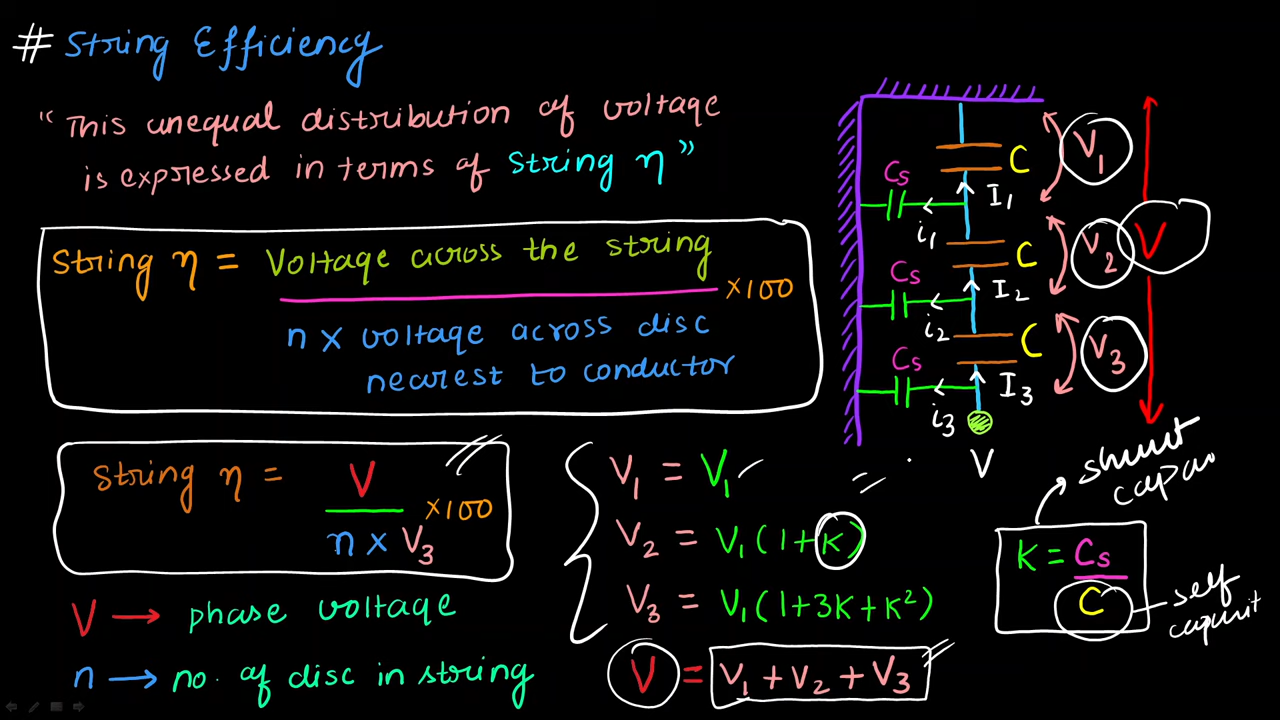 # String Efficiency
"This unequal distribution of voltage
is expressed in terms of String η"
String η = Voltage across the string
×100
n × voltage across disc
nearest to conductor
String η = V
×100
n × V₃
V → phase voltage
n → no. of disc in string
V₁ = V₁
V₂ = V₁(1+K)
V₃ = V₁(1+3K+K²)
V = V₁ + V₂ + V₃
C V₁
Cs I₁
i₁
C V₂ V
Cs I₂
i₂
C V₃
Cs I₃
i₃
V
shunt
K = Cs
C
self